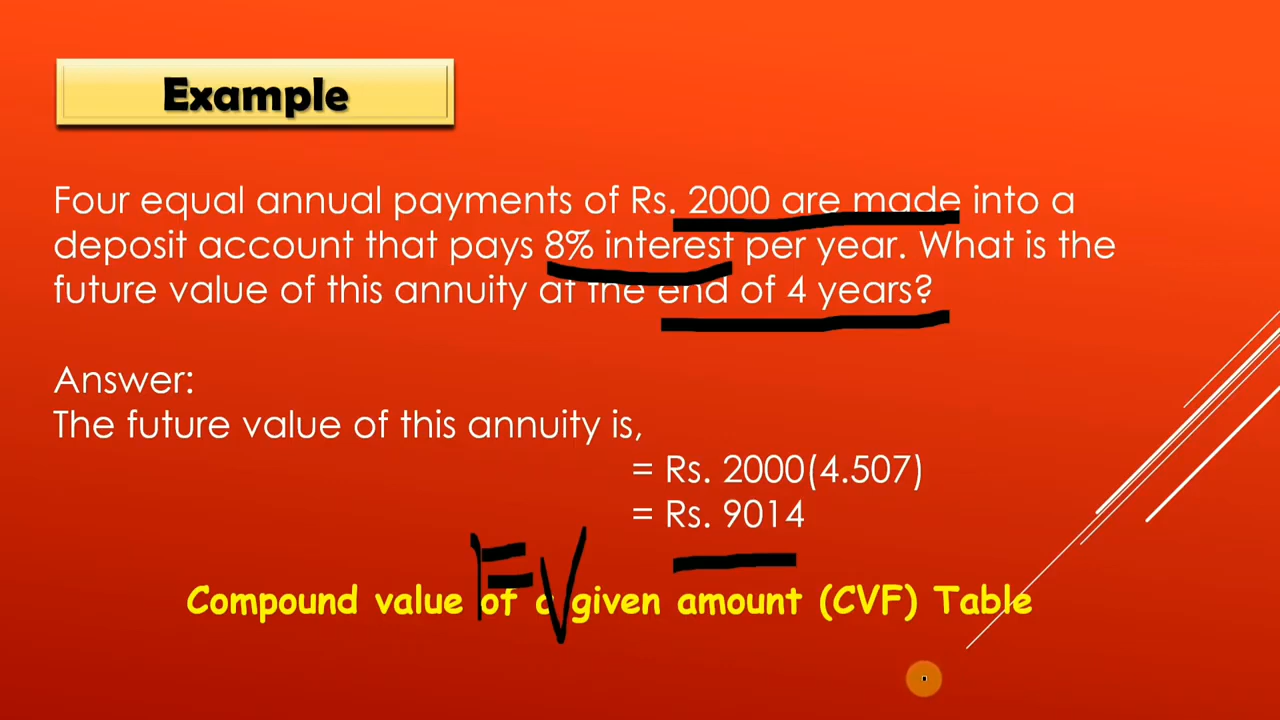 Example
Four equal annual payments of Rs. 2000 are made into a
deposit account that pays 8% interest per year. What is the
future value of this annuity at the end of 4 years?
Answer:
The future value of this annuity is,
= Rs. 2000(4.507)
= Rs. 9014
FV
Compound value of a given amount (CVF) Table